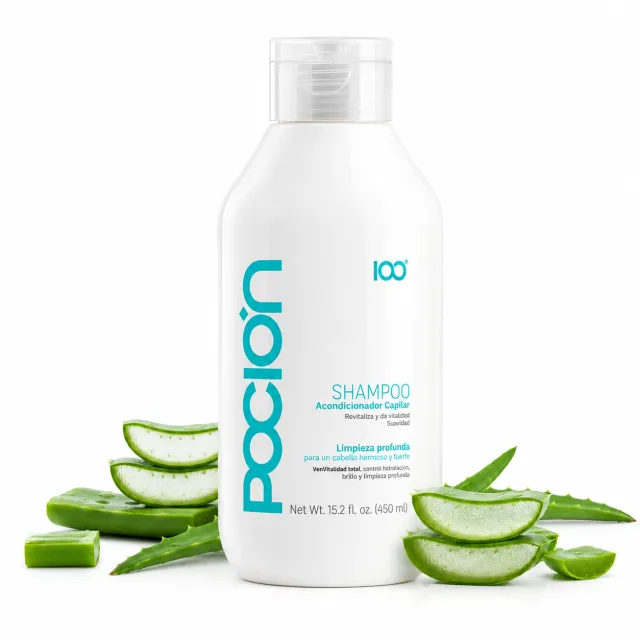 100®
poción
SHAMPOO
Acondicionador Capilar
Revitaliza y da vitalidad
Suavidad
Limpieza profunda
para un cabello hermoso y fuerte
VenVitalidad total, control hidratacion,
brillo y limpieza profunda
Net Wt. 15.2 fl. oz. (450 ml)